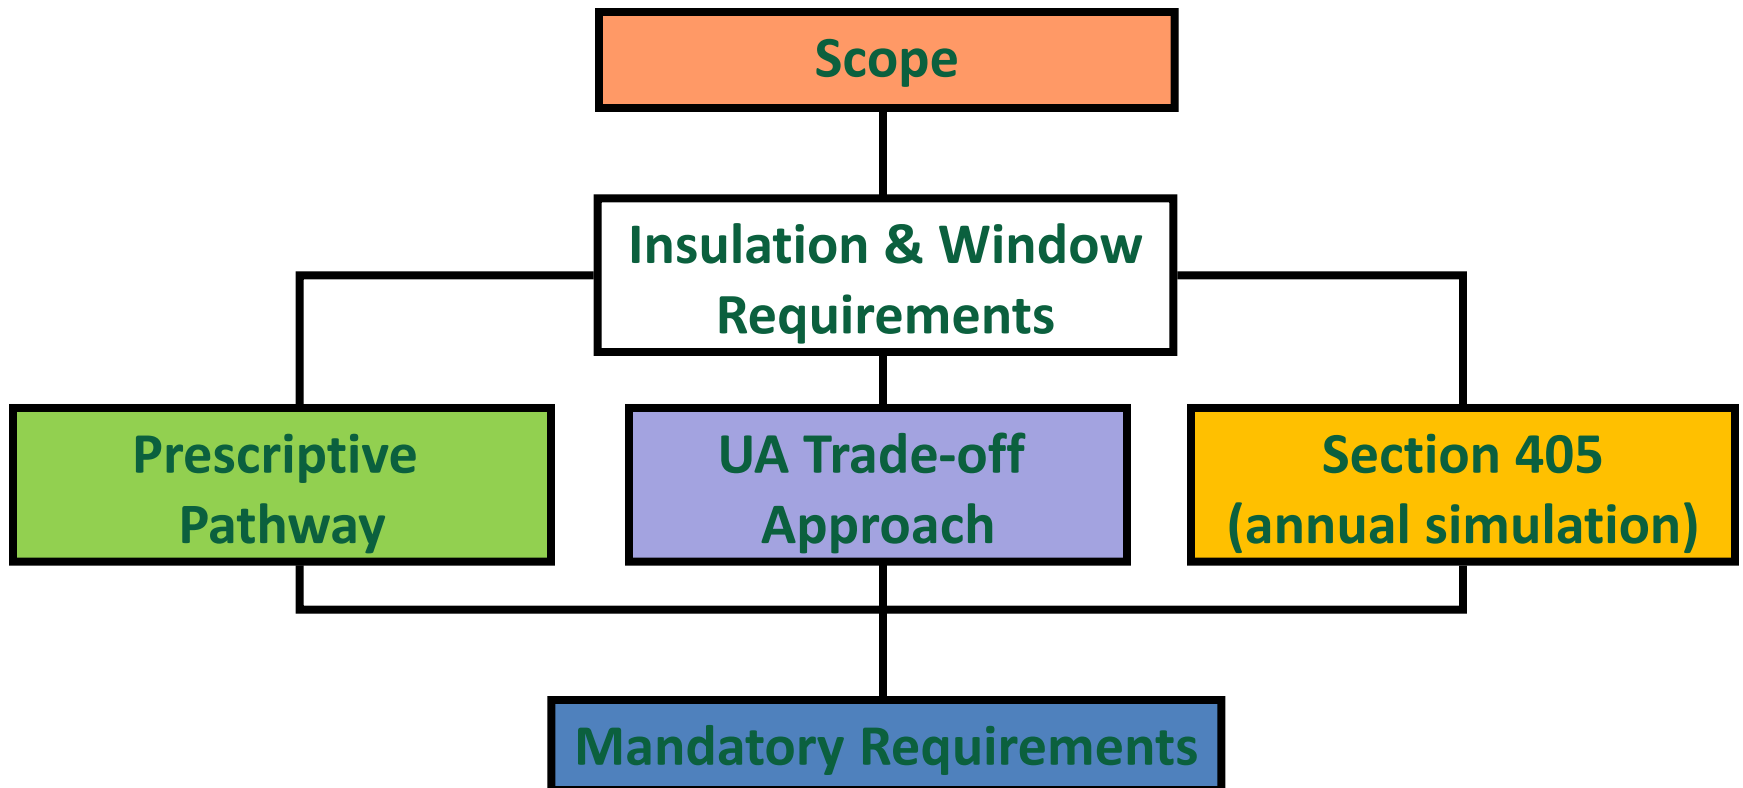 Scope
Insulation & Window
Requirements
Prescriptive
Pathway
UA Trade-off
Approach
Section 405
(annual simulation)
Mandatory Requirements